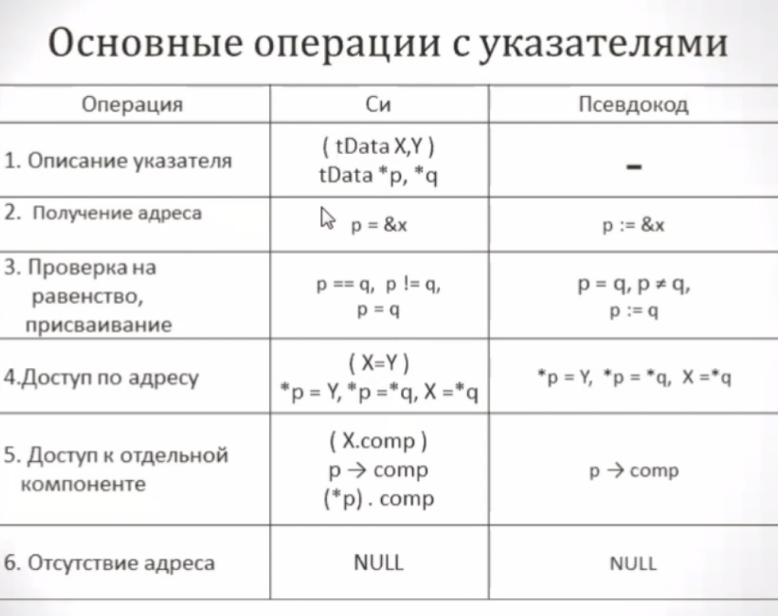 Основные операции с указателями
Операция
Си
Псевдокод
1. Описание указателя
( tData X,Y )
tData *p, *q
–
2. Получение адреса
p = &x
p := &x
3. Проверка на
равенство,
присваивание
p == q, p != q,
p = q
p = q, p ≠ q,
p := q
4.Доступ по адресу
( X=Y )
*p = Y, *p =*q, X =*q
*p = Y, *p = *q, X =*q
5. Доступ к отдельной
компоненте
( X.comp )
p → comp
(*p) . comp
p → comp
6. Отсутствие адреса
NULL
NULL